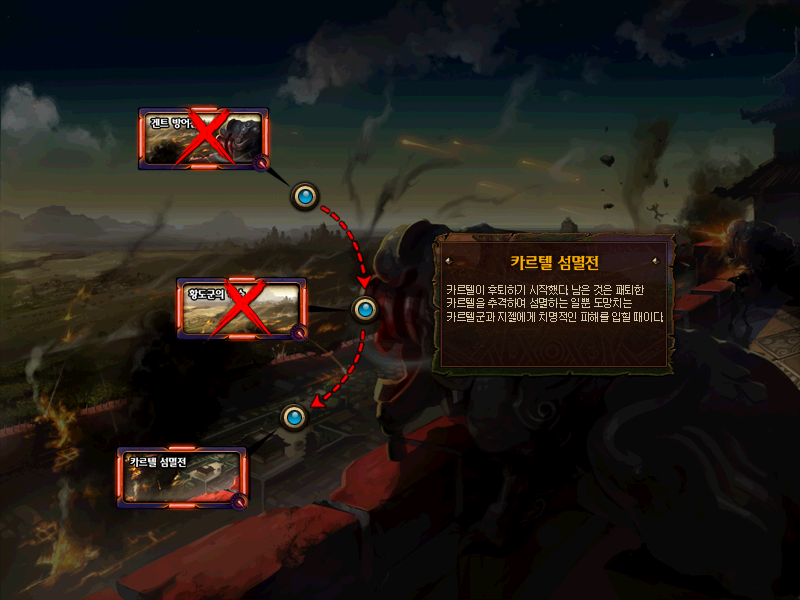 겐트 방어
황도군의
카르텔 섬멸전
카르텔 섬멸전
카르텔이 후퇴하기 시작했다. 남은 것은 패퇴한
카르텔을 추격하여 섬멸하는 일뿐. 도망치는
카르텔군과 지젤에게 치명적인 피해를 입힐 때이다.